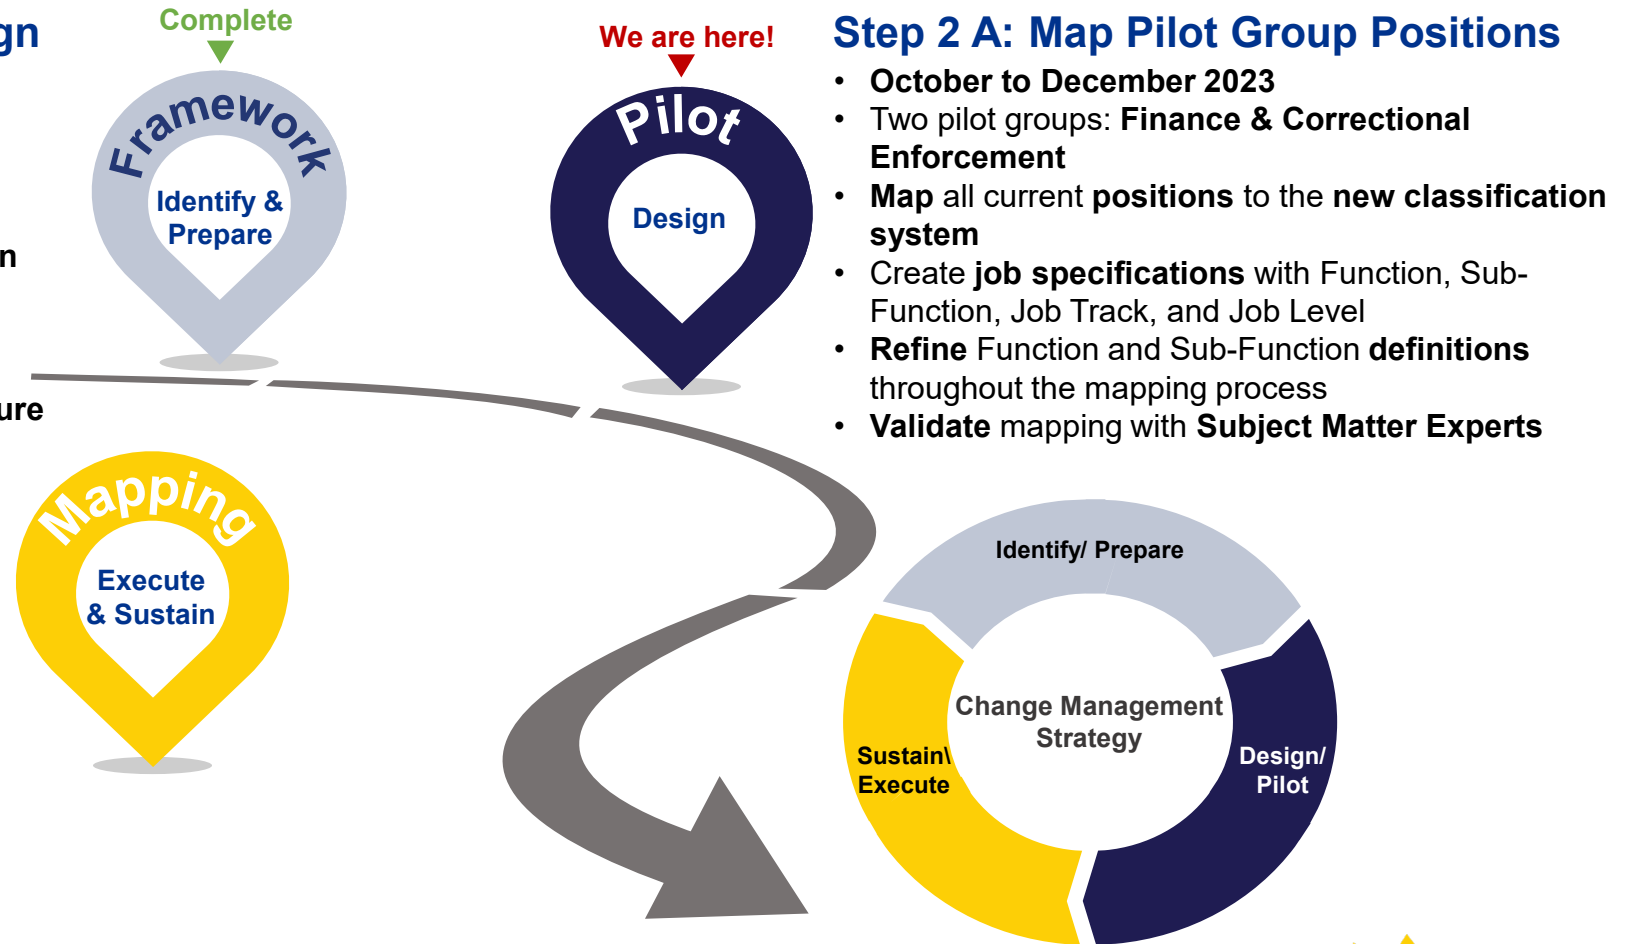 gn
n
ure
Complete
Framework
Identify &
Prepare
We are here!
Pilot
Design
Mapping
Execute
& Sustain
Step 2 A: Map Pilot Group Positions
• October to December 2023
• Two pilot groups: Finance & Correctional
Enforcement
• Map all current positions to the new classification
system
• Create job specifications with Function, Sub-
Function, Job Track, and Job Level
• Refine Function and Sub-Function definitions
throughout the mapping process
• Validate mapping with Subject Matter Experts
Identify/ Prepare
Change Management
Strategy
Sustain\
Execute
Design/
Pilot